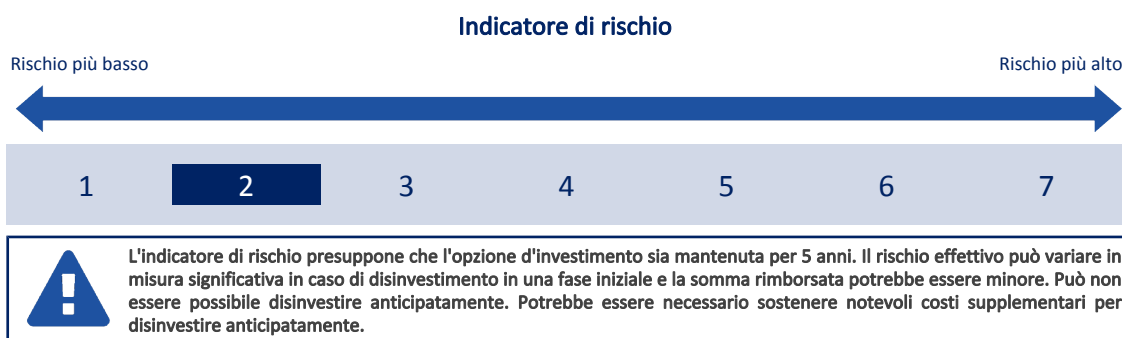 Indicatore di rischio
Rischio più basso
Rischio più alto
1 2 3 4 5 6 7
L'indicatore di rischio presuppone che l'opzione d'investimento sia mantenuta per 5 anni. Il rischio effettivo può variare in
misura significativa in caso di disinvestimento in una fase iniziale e la somma rimborsata potrebbe essere minore. Può non
essere possibile disinvestire anticipatamente. Potrebbe essere necessario sostenere notevoli costi supplementari per
disinvestire anticipatamente.